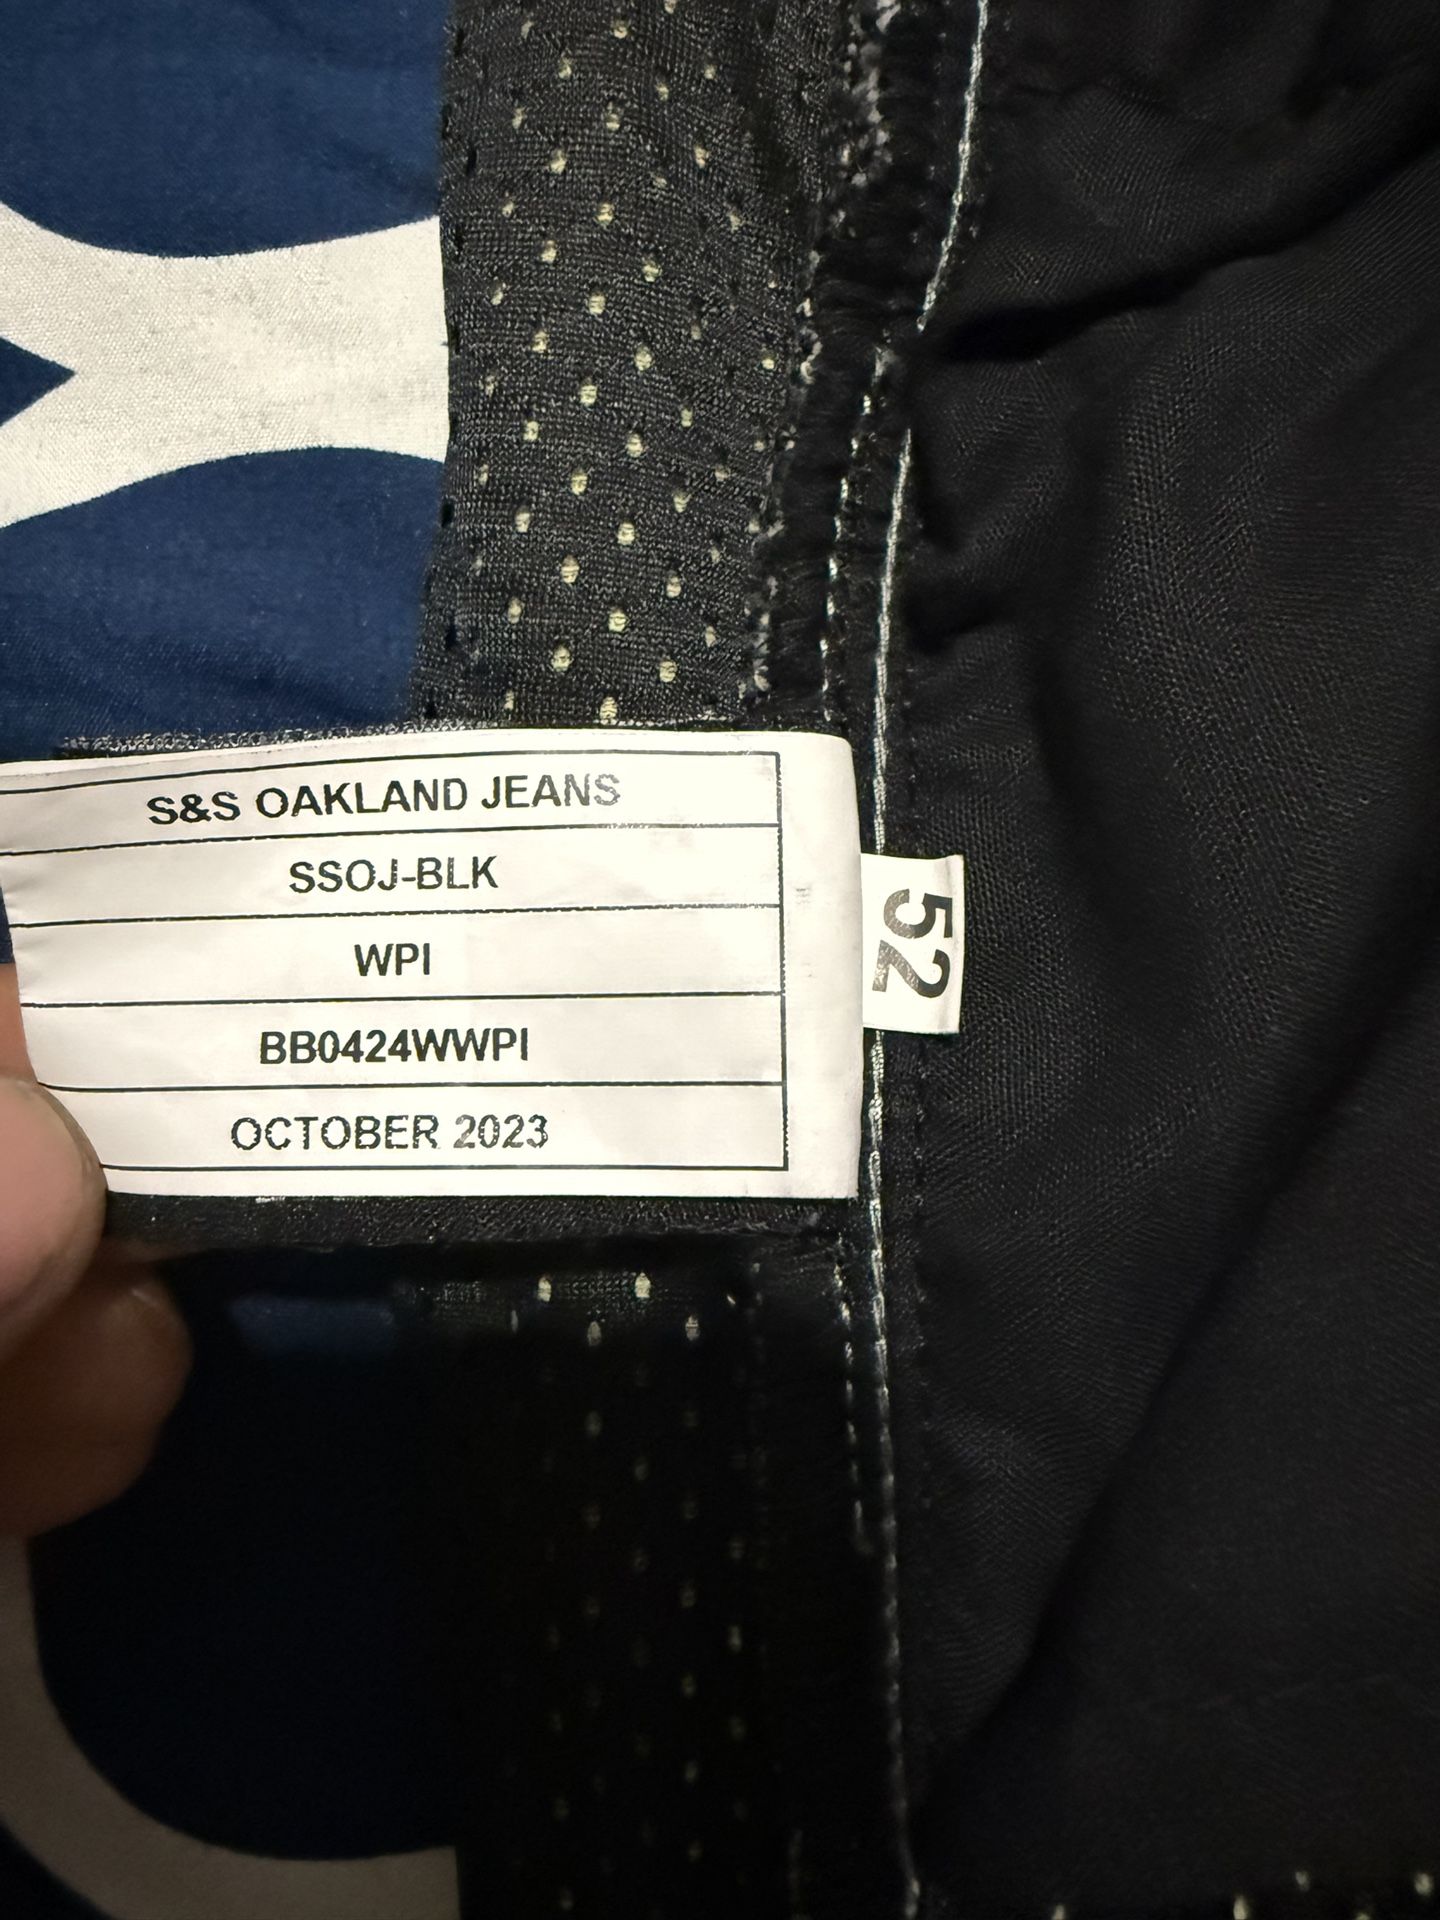 S&S OAKLAND JEANS
SSOJ-BLK
WPI
BB0424WWPI
OCTOBER 2023
52